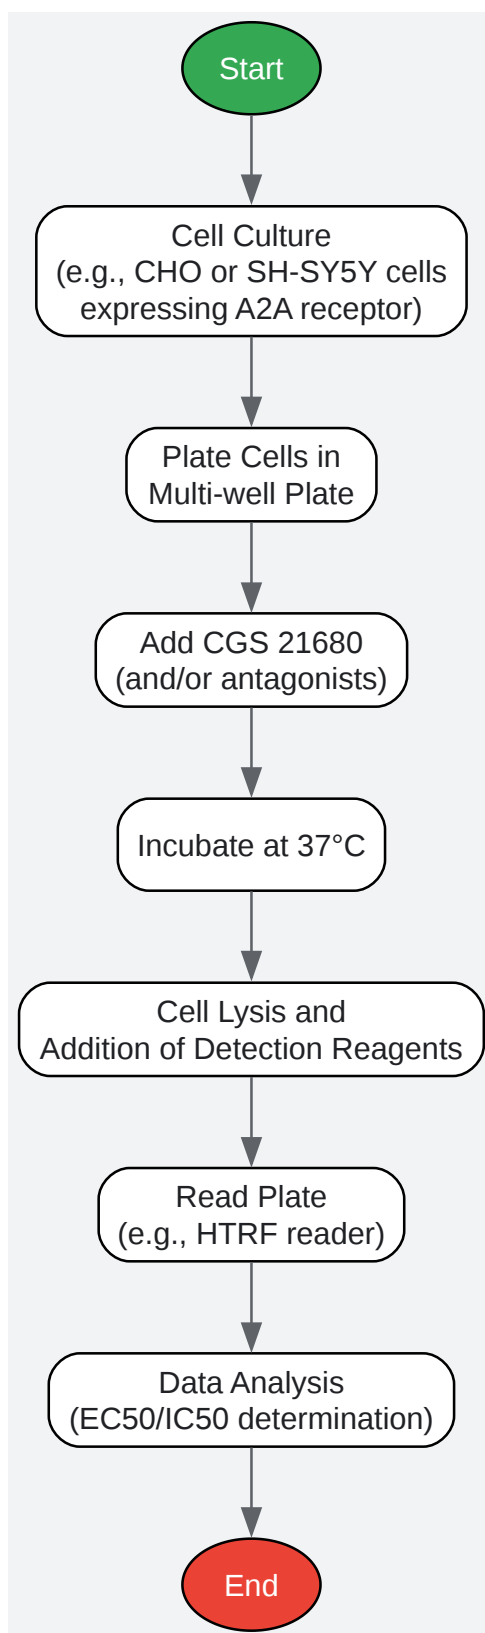 Start
Cell Culture
(e.g., CHO or SH-SY5Y cells
expressing A2A receptor)
Plate Cells in
Multi-well Plate
Add CGS 21680
(and/or antagonists)
Incubate at 37°C
Cell Lysis and
Addition of Detection Reagents
Read Plate
(e.g., HTRF reader)
Data Analysis
(EC50/IC50 determination)
End